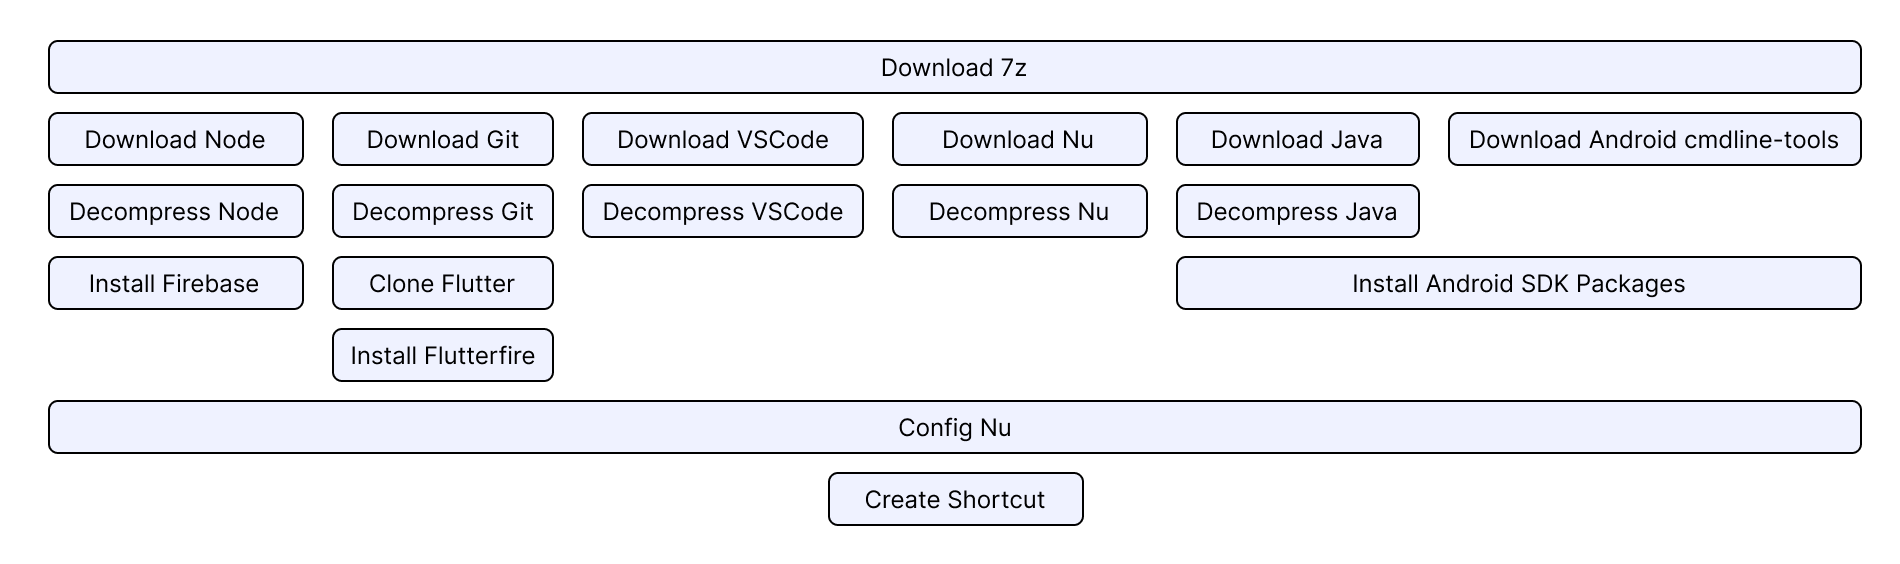 Download 7z
Download Node
Download Git
Download VSCode
Download Nu
Download Java
Download Android cmdline-tools
Decompress Node
Decompress Git
Decompress VSCode
Decompress Nu
Decompress Java
Install Firebase
Clone Flutter
Install Android SDK Packages
Install Flutterfire
Config Nu
Create Shortcut